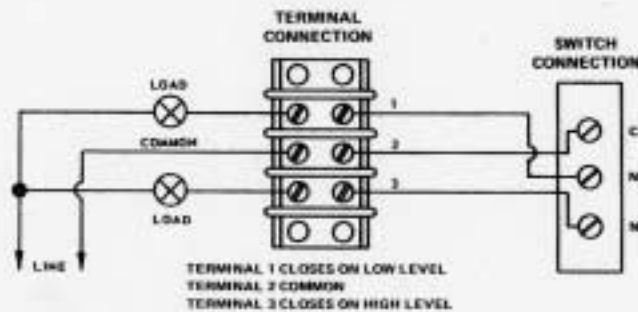 TERMINAL
CONNECTION
SWITCH
CONNECTION
LOAD
1
C
COMMON
2
N
3
LOAD
N
LINE
TERMINAL 1 CLOSES ON LOW LEVEL
TERMINAL 2 COMMON
TERMINAL 3 CLOSES ON HIGH LEVEL